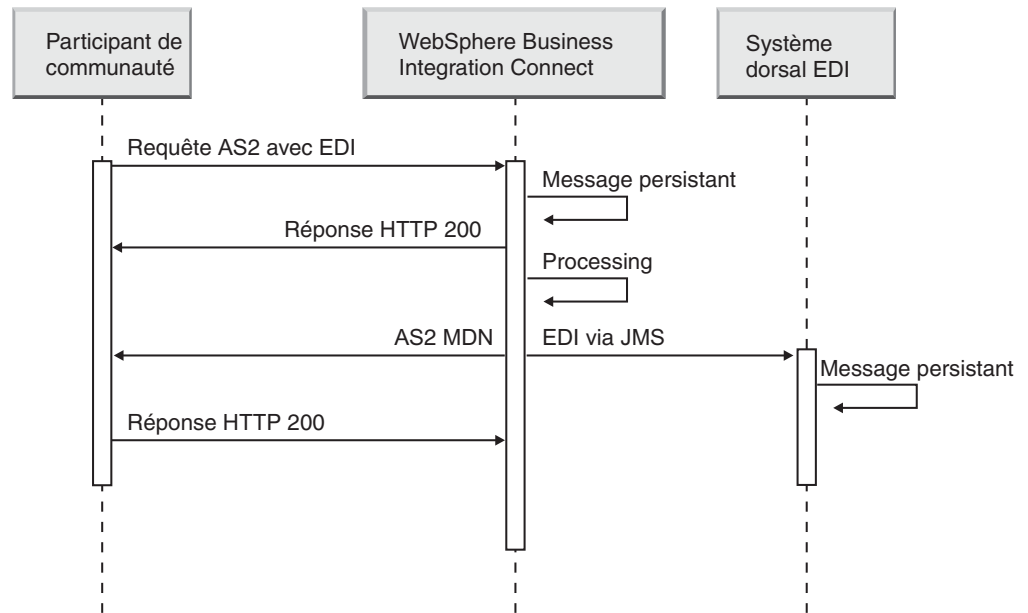 Participant de
communauté
WebSphere Business
Integration Connect
Système
dorsal EDI
Requête AS2 avec EDI
Message persistant
Réponse HTTP 200
Processing
AS2 MDN
EDI via JMS
Message persistant
Réponse HTTP 200